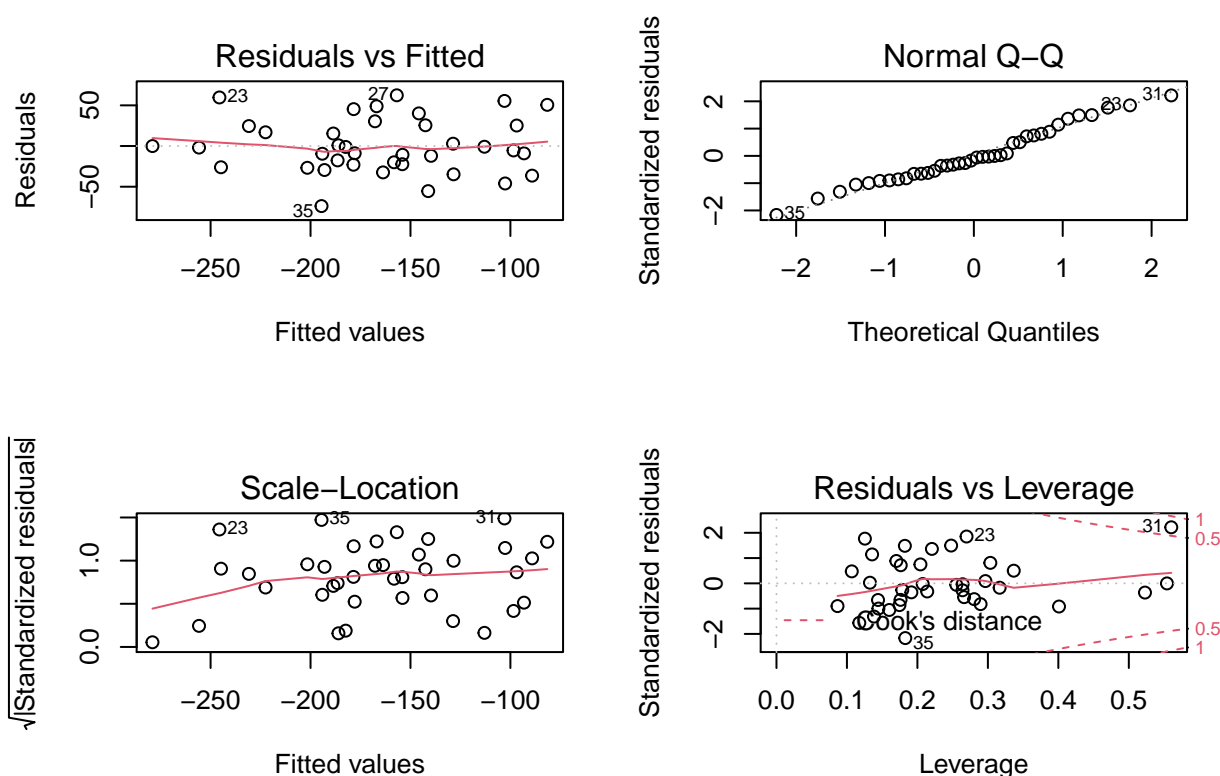 Residuals vs Fitted
Residuals
50
0
−50
23
27
35
−250 −200 −150 −100
Fitted values
Normal Q−Q
Standardized residuals
2
0
−2
23
31
35
−2 −1 0 1 2
Theoretical Quantiles
Scale−Location
√|Standardized residuals|
1.0
0.0
23
35
31
−250 −200 −150 −100
Fitted values
Residuals vs Leverage
Standardized residuals
2
0
−2
23
31
35
1
0.5
0.5
1
Cook's distance
0.0 0.1 0.2 0.3 0.4 0.5
Leverage